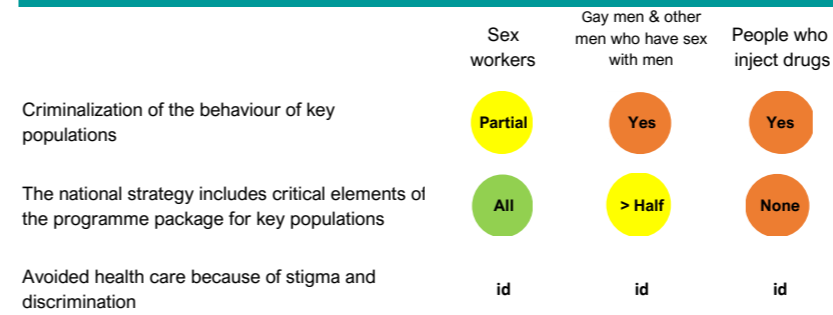 Sex workers
Gay men & other men who have sex with men
People who inject drugs
Criminalization of the behaviour of key populations
Partial
Yes
Yes
The national strategy includes critical elements of the programme package for key populations
All
> Half
None
Avoided health care because of stigma and discrimination
id
id
id